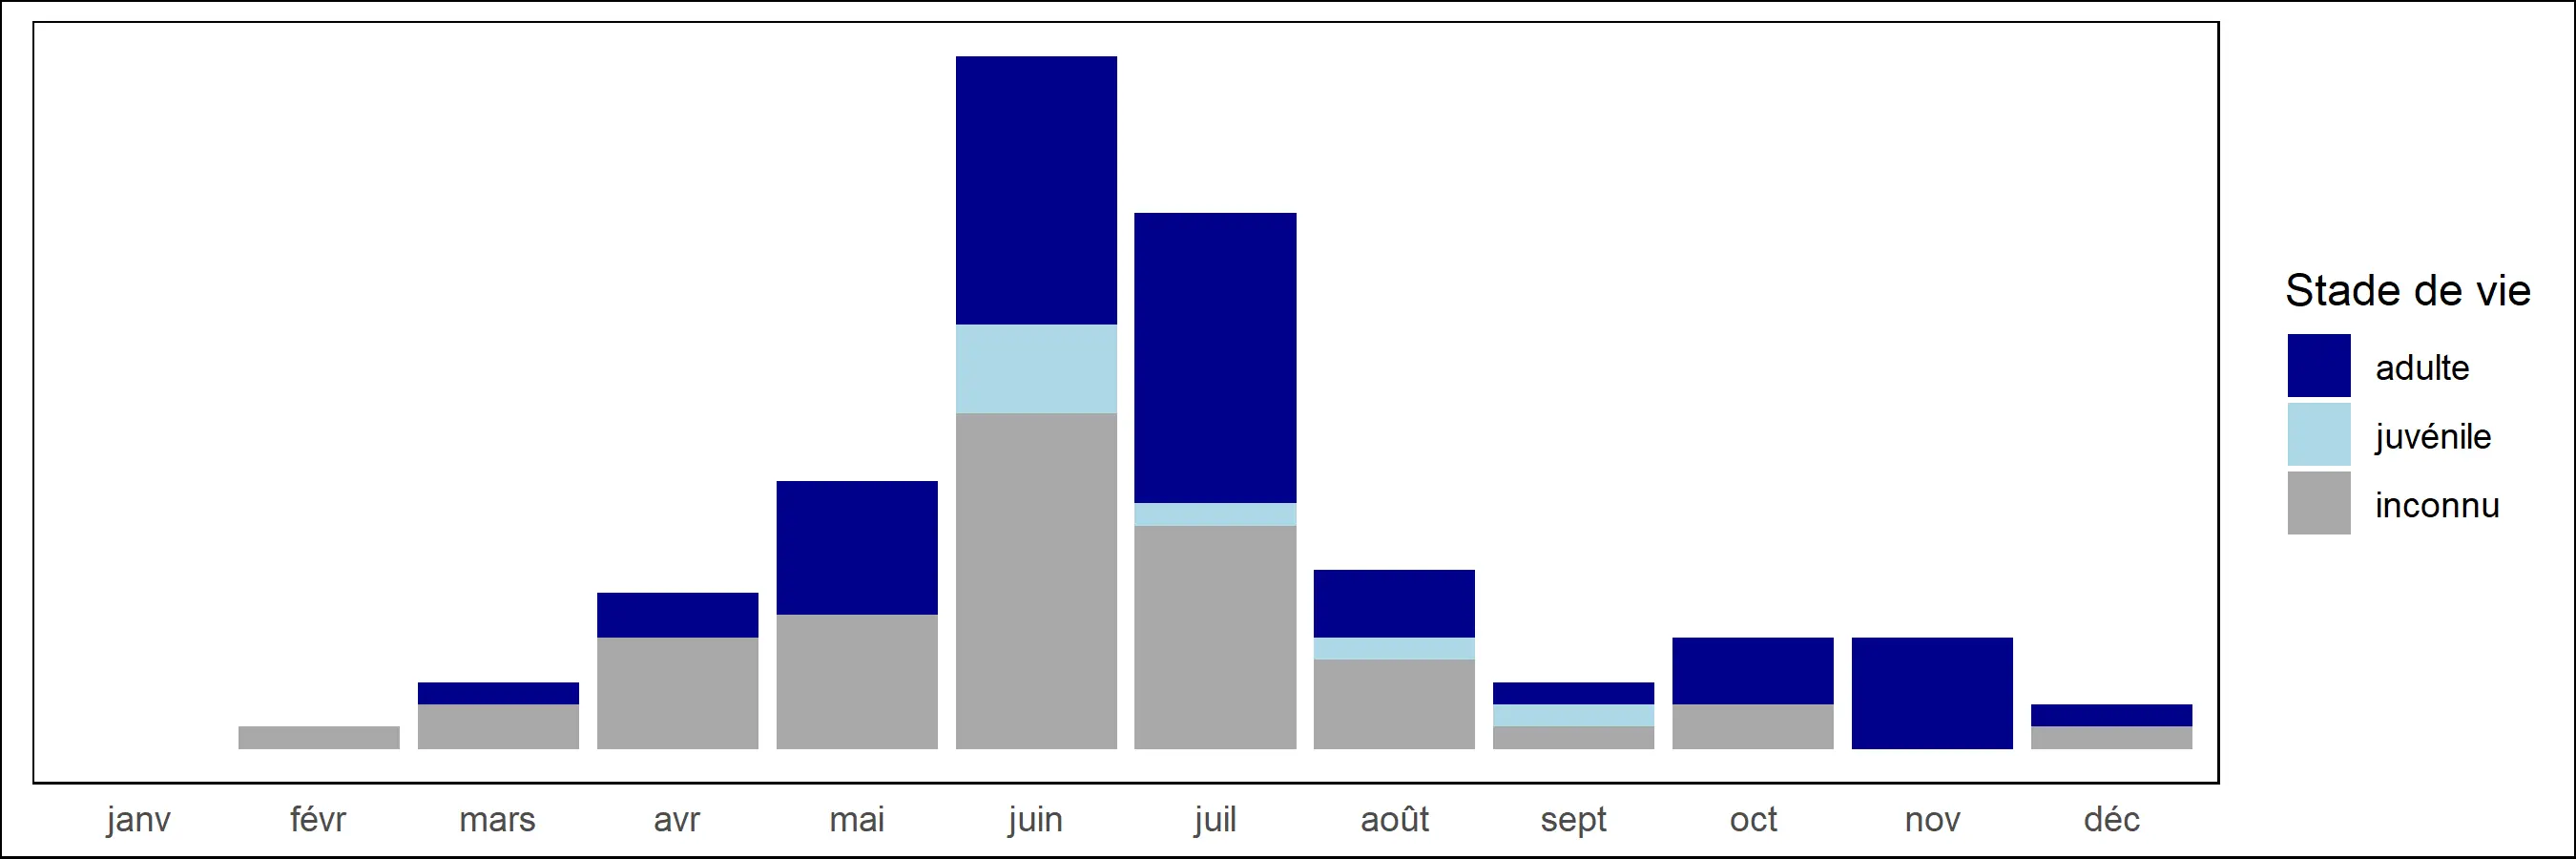 janv févr mars avr mai juin juil août sept oct nov déc
Stade de vie
adulte
juvénile
inconnu